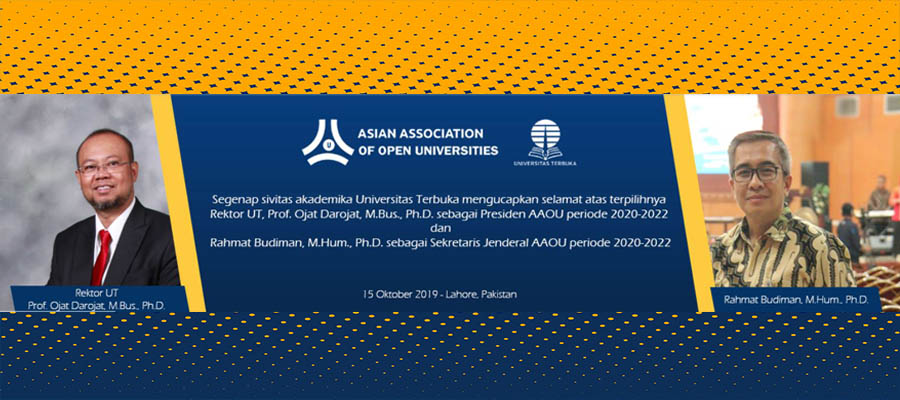 ASIAN ASSOCIATION
OF OPEN UNIVERSITIES
UNIVERSITAS TERBUKA
Segenap sivitas akademika Universitas Terbuka mengucapkan selamat atas terpilihnya
Rektor UT, Prof. Ojat Darojat, M.Bus., Ph.D. sebagai Presiden AAOU periode 2020-2022
dan
Rahmat Budiman, M.Hum., Ph.D. sebagai Sekretaris Jenderal AAOU periode 2020-2022
15 Oktober 2019 - Lahore, Pakistan
Rektor UT
Prof. Ojat Darojat, M.Bus., Ph.D.
Rahmat Budiman, M.Hum., Ph.D.